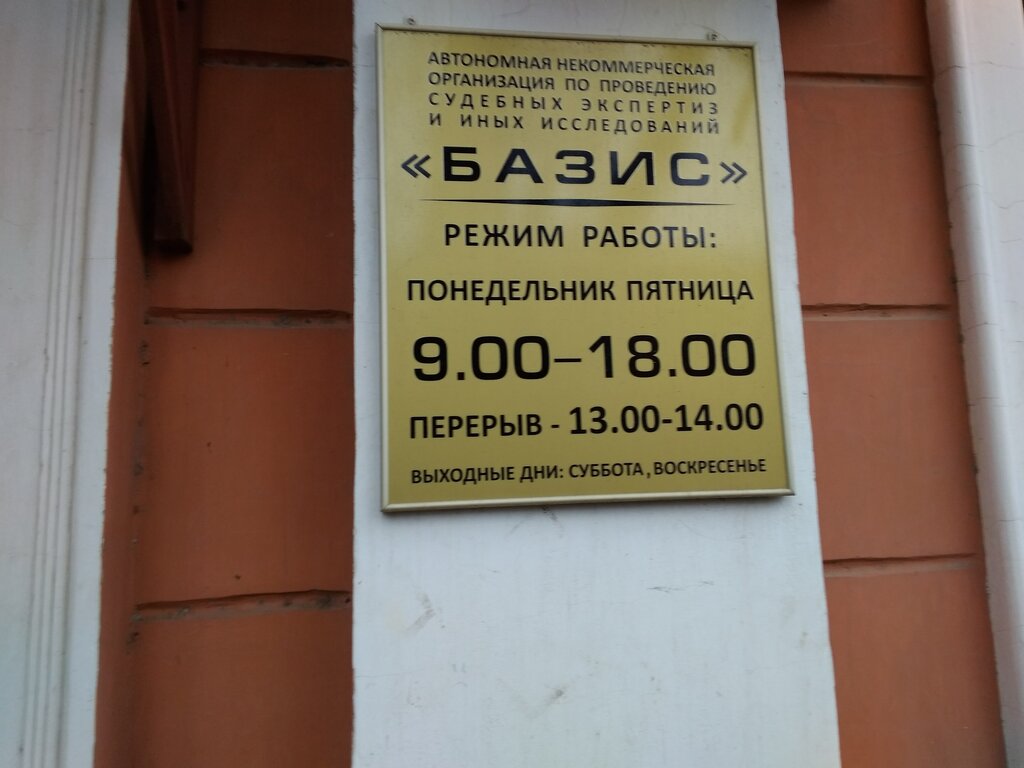 АВТОНОМНАЯ НЕКОММЕРЧЕСКАЯ
ОРГАНИЗАЦИЯ ПО ПРОВЕДЕНИЮ
СУДЕБНЫХ ЭКСПЕРТИЗ
И ИНЫХ ИССЛЕДОВАНИЙ
«БАЗИС»
РЕЖИМ РАБОТЫ:
ПОНЕДЕЛЬНИК ПЯТНИЦА
9.00–18.00
ПЕРЕРЫВ - 13.00-14.00
ВЫХОДНЫЕ ДНИ: СУББОТА, ВОСКРЕСЕНЬЕ